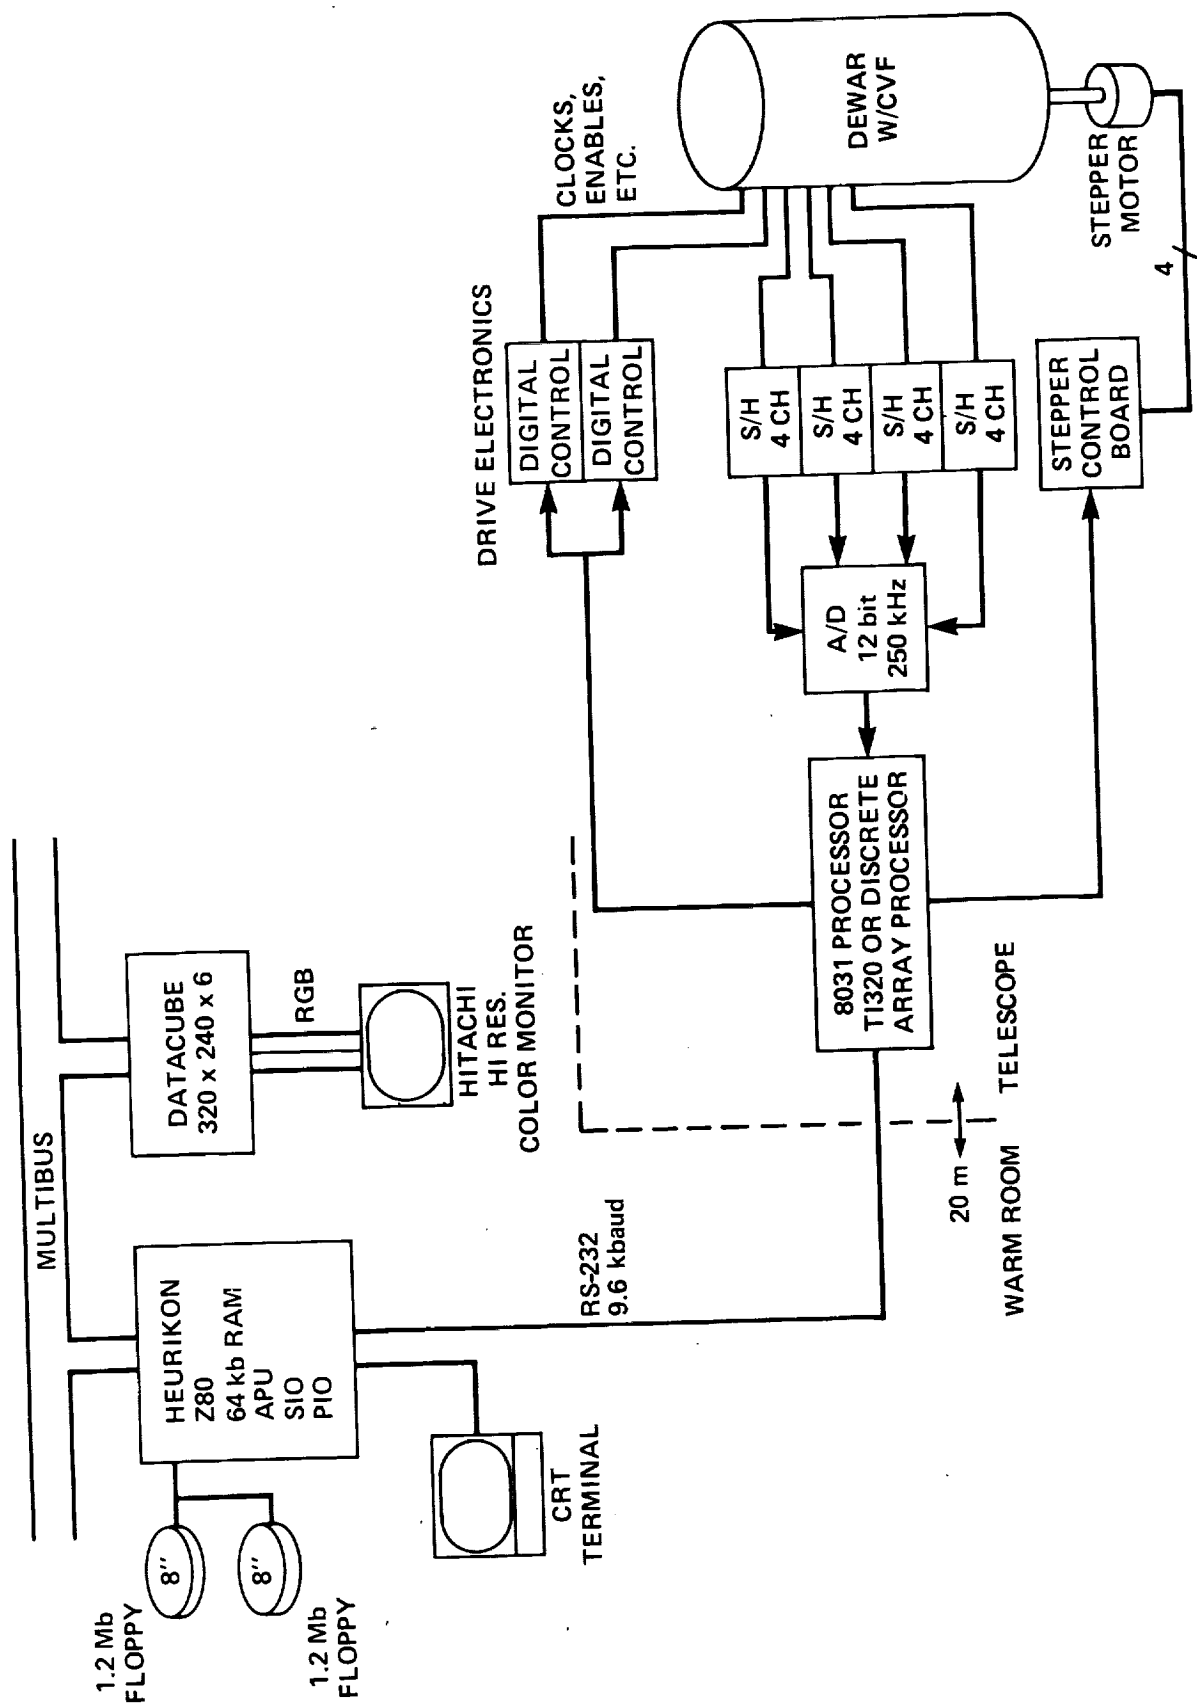 MULTIBUS
1.2 Mb
FLOPPY
8"
8"
1.2 Mb
FLOPPY
HEURIKON
Z80
64 kb RAM
APU
SIO
PIO
CRT
TERMINAL
DATACUBE
320 x 240 x 6
RGB
HITACHI
HI RES.
COLOR MONITOR
RS-232
9.6 kbaud
20 m
WARM ROOM
TELESCOPE
8031 PROCESSOR
TI320 OR DISCRETE
ARRAY PROCESSOR
A/D
12 bit
250 kHz
DRIVE ELECTRONICS
DIGITAL
CONTROL
DIGITAL
CONTROL
CLOCKS,
ENABLES,
ETC.
S/H
4 CH
S/H
4 CH
S/H
4 CH
S/H
4 CH
STEPPER
CONTROL
BOARD
4
STEPPER
MOTOR
DEWAR
W/CVF